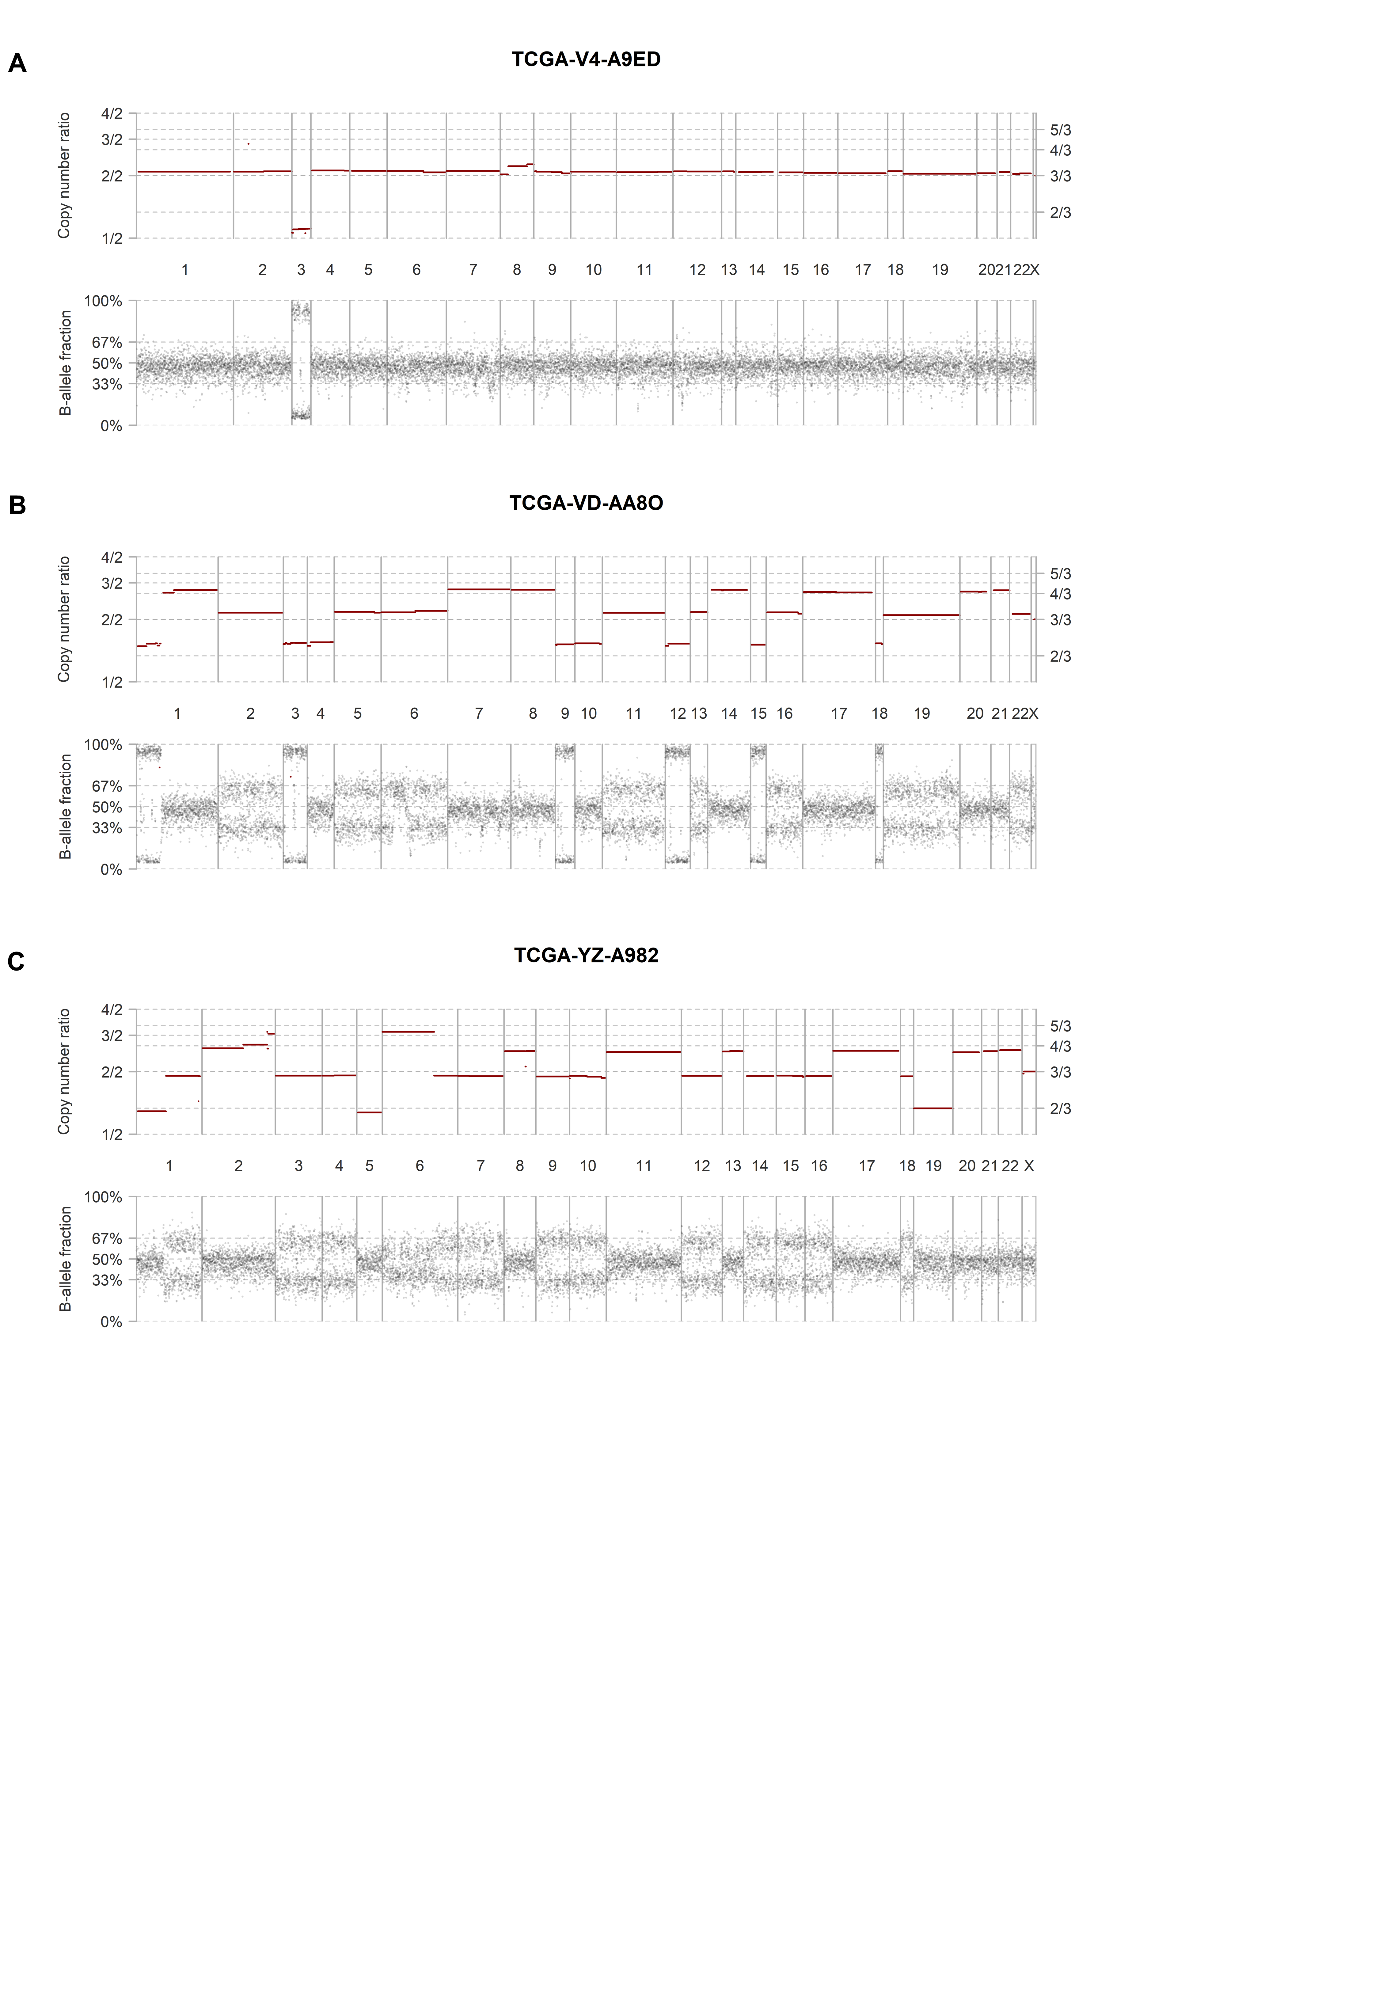 A
TCGA-V4-A9ED
Copy number ratio
4/2
3/2
2/2
1/2
5/3
4/3
3/3
2/3
1 2 3 4 5 6 7 8 9 10 11 12 13 14 15 16 17 18 19 20 21 22 X
B-allele fraction
100%
67%
50%
33%
0%
B
TCGA-VD-AA8O
Copy number ratio
4/2
3/2
2/2
1/2
5/3
4/3
3/3
2/3
1 2 3 4 5 6 7 8 9 10 11 12 13 14 15 16 17 18 19 20 21 22 X
B-allele fraction
100%
67%
50%
33%
0%
C
TCGA-YZ-A982
Copy number ratio
4/2
3/2
2/2
1/2
5/3
4/3
3/3
2/3
1 2 3 4 5 6 7 8 9 10 11 12 13 14 15 16 17 18 19 20 21 22 X
B-allele fraction
100%
67%
50%
33%
0%